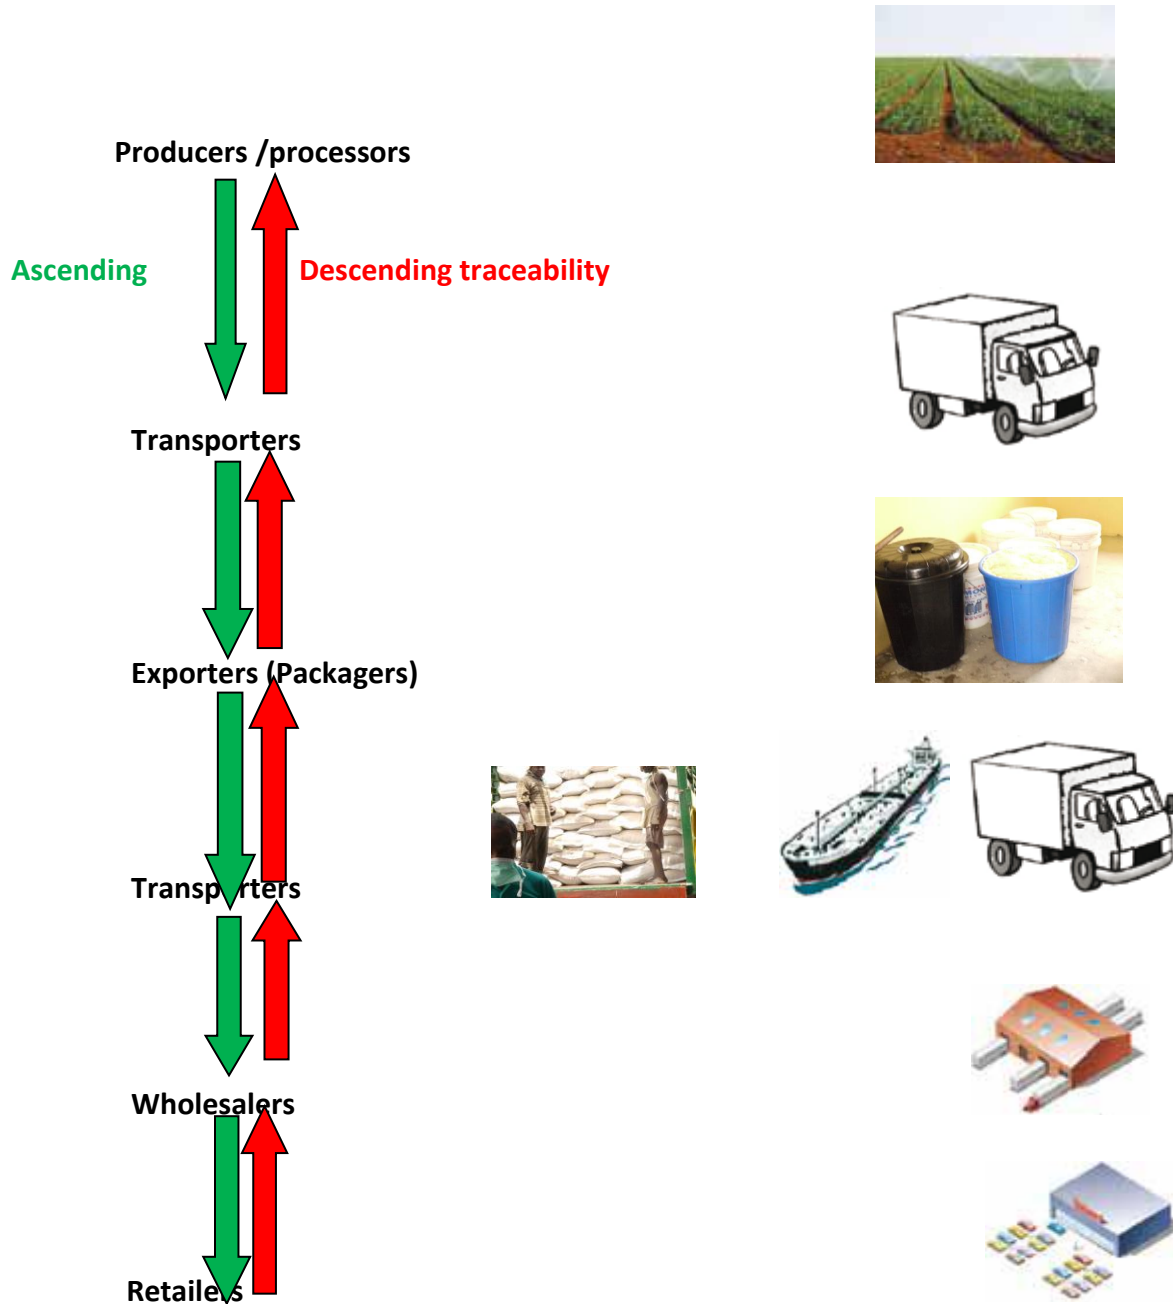 Producers /processors
Ascending
Descending traceability
Transporters
Exporters (Packagers)
Transporters
Wholesalers
Retailers